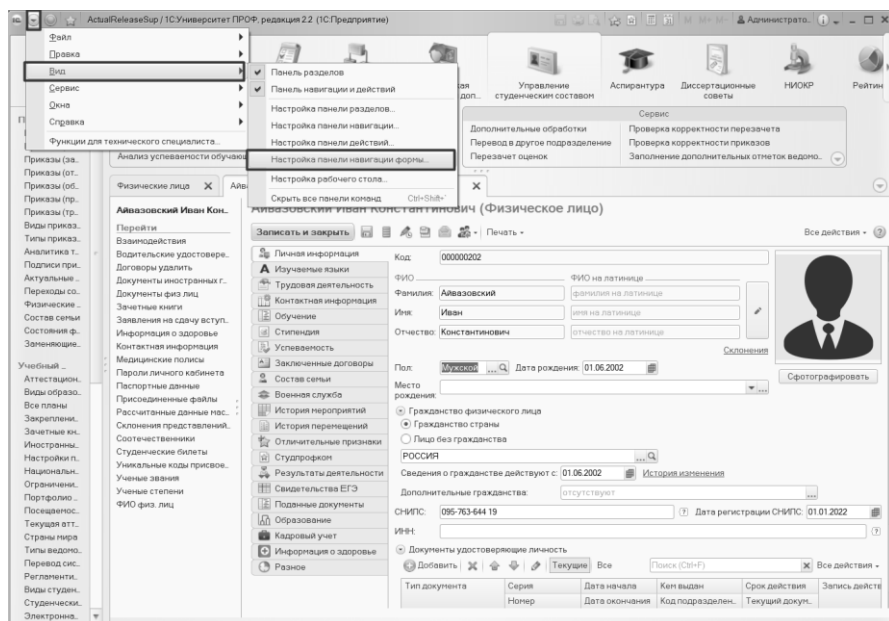 ActualReleaseSup / 1С:Университет ПРОФ, редакция 2.2 (1С:Предприятие)
M M+ M-
Администрато..
Файл
Правка
Вид
Сервис
Окна
Справка
Функции для технического специалиста...
Панель разделов
Панель навигации и действий
Настройка панели разделов...
Настройка панели навигации...
Настройка панели действий...
Настройка панели навигации формы...
Настройка рабочего стола...
Скрыть все панели команд Ctrl+Shift+`
Управление студенческим составом
Аспирантура
Диссертационные советы
НИОКР
Рейтин
Сервис
Дополнительные обработки
Проверка корректности перезачета
Перевод в другое подразделение
Проверка корректности приказов
Перезачет оценок
Заполнение дополнительных отметок ведомо..
Анализ успеваемости обучаю
Приказы (за..
Приказы (от..
Приказы (об..
Приказы (пр..
Приказы (тр..
Виды приказ..
Типы приказ..
Аналитика т..
Подписи при..
Актуальные ..
Переходы со..
Физические ..
Состав семьи
Состояния ф..
Заменяющие..
Учебный ..
Аттестацион..
Виды образо..
Все планы
Закреплени..
Зачетные кн..
Иностранны..
Настройки п..
Националь..
Ограничени..
Портфолио ..
Посещаемос..
Текущая атт..
Страны мира
Типы ведомо..
Перевод сис..
Регламенти..
Виды студен..
Студенчески..
Электронна..
Физические лица
Айвазовский Иван Кон..
Перейти
Взаимодействия
Водительские удостовере..
Договоры удалить
Документы иностранных г..
Документы физ лиц
Зачетные книги
Заявления на сдачу вступ..
Информация о здоровье
Контактная информация
Медицинские полисы
Пароли личного кабинета
Паспортные данные
Присоединенные файлы
Рассчитанные данные мас..
Склонения представлений..
Соотечественники
Студенческие билеты
Уникальные коды присвое..
Ученые звания
Ученые степени
ФИО физ. лиц
Айвазовский Иван Константинович (Физическое лицо)
Записать и закрыть
Печать
Все действия
Личная информация
Изучаемые языки
Трудовая деятельность
Контактная информация
Обучение
Стипендия
Успеваемость
Заключенные договоры
Состав семьи
Военная служба
История мероприятий
История перемещений
Отличительные признаки
Студпрофком
Результаты деятельности
Свидетельства ЕГЭ
Поданные документы
Образование
Кадровый учет
Информация о здоровье
Разное
Код: 000000202
ФИО
ФИО на латинице
Фамилия: Айвазовский
фамилия на латинице
Имя: Иван
имя на латинице
Отчество: Константинович
отчество на латинице
Склонения
Пол: Мужской
Дата рождения: 01.06.2002
Сфотографировать
Место рождения:
Гражданство физического лица
Гражданство страны
Лицо без гражданства
РОССИЯ
Сведения о гражданстве действуют с: 01.06.2002
История изменения
Дополнительные гражданства: отсутствуют
СНИЛС: 095-763-644 19
Дата регистрации СНИЛС: 01.01.2022
ИНН:
Документы удостоверяющие личность
Добавить
Текущие
Все
Поиск (Ctrl+F)
Все действия
Тип документа
Серия
Дата начала
Кем выдан
Срок действия
Запись действ
Номер
Дата окончания
Код подразделен..
Текущий докум..